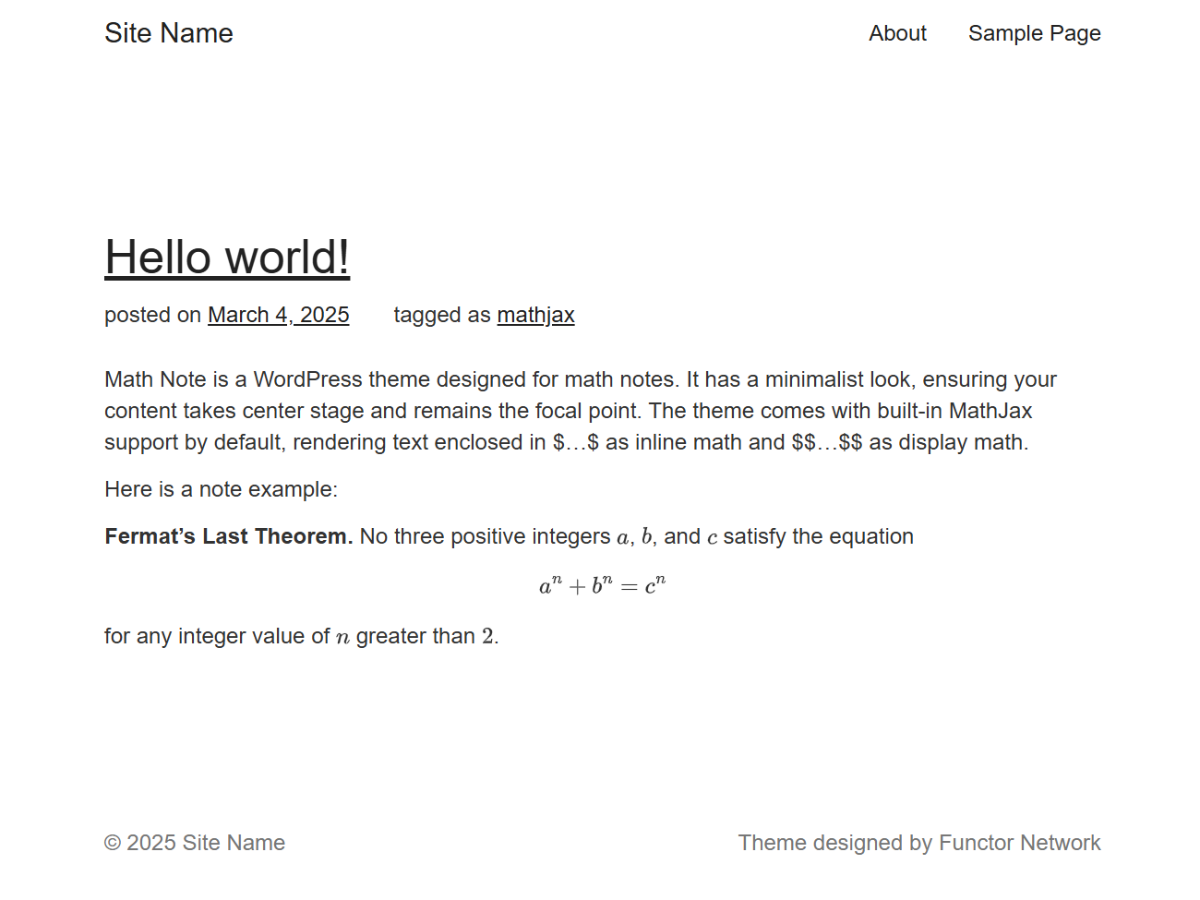 Site Name
About Sample Page
Hello world!
posted on March 4, 2025 tagged as mathjax
Math Note is a WordPress theme designed for math notes. It has a minimalist look, ensuring your
content takes center stage and remains the focal point. The theme comes with built-in MathJax
support by default, rendering text enclosed in $…$ as inline math and $$…$$ as display math.
Here is a note example:
Fermat’s Last Theorem. No three positive integers a, b, and c satisfy the equation
aⁿ + bⁿ = cⁿ
for any integer value of n greater than 2.
© 2025 Site Name
Theme designed by Functor Network